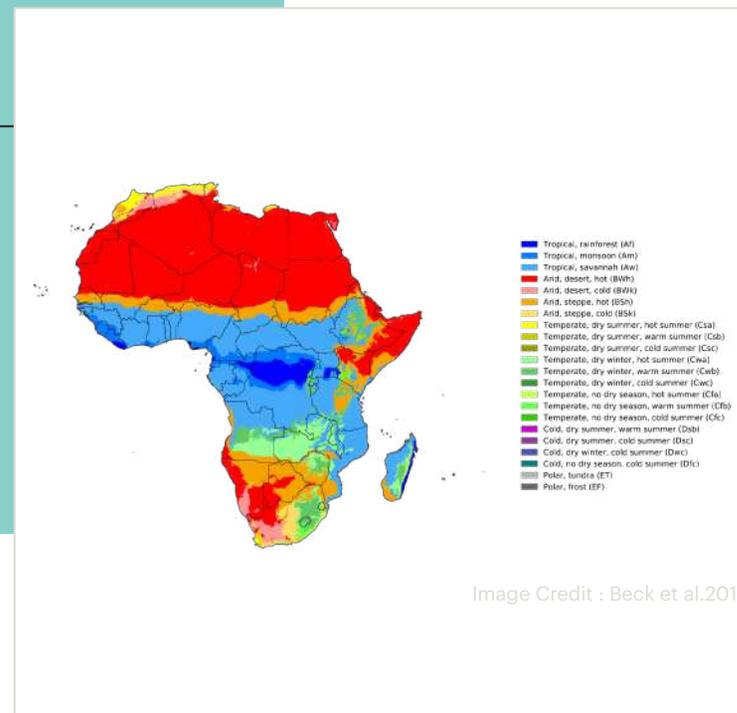 Tropical, rainforest (Af)
Tropical, monsoon (Am)
Tropical, savannah (Aw)
Arid, desert, hot (BWh)
Arid, desert, cold (BWk)
Arid, steppe, hot (BSh)
Arid, steppe, cold (BSk)
Temperate, dry summer, hot summer (Csa)
Temperate, dry summer, warm summer (Csb)
Temperate, dry summer, cold summer (Csc)
Temperate, dry winter, hot summer (Cwa)
Temperate, dry winter, warm summer (Cwb)
Temperate, dry winter, cold summer (Cwc)
Temperate, no dry season, hot summer (Cfa)
Temperate, no dry season, warm summer (Cfb)
Temperate, no dry season, cold summer (Cfc)
Cold, dry summer, warm summer (Dsb)
Cold, dry summer, cold summer (Dsc)
Cold, dry winter, cold summer (Dwc)
Cold, no dry season, cold summer (Dfc)
Polar, tundra (ET)
Polar, frost (EF)
Image Credit : Beck et al.201